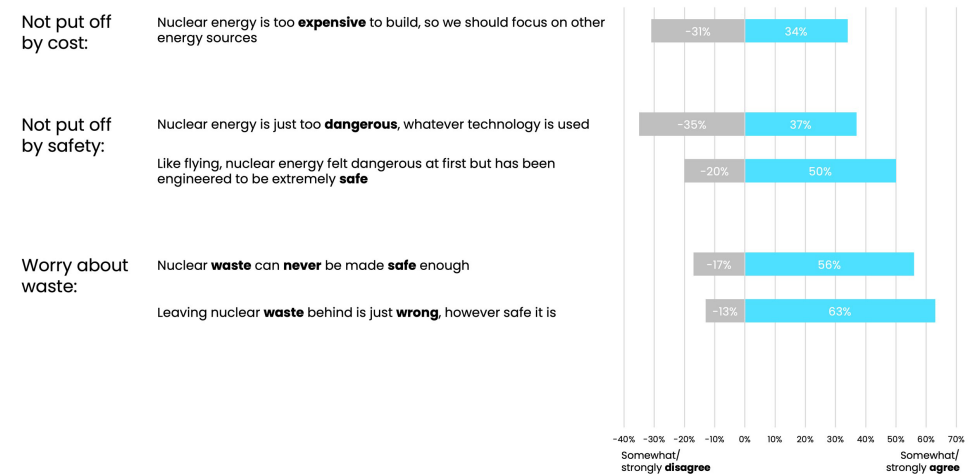 Not put off
by cost:
Nuclear energy is too expensive to build, so we should focus on other
energy sources
-31%
34%
Not put off
by safety:
Nuclear energy is just too dangerous, whatever technology is used
-35%
37%
Like flying, nuclear energy felt dangerous at first but has been
engineered to be extremely safe
-20%
50%
Worry about
waste:
Nuclear waste can never be made safe enough
-17%
56%
Leaving nuclear waste behind is just wrong, however safe it is
-13%
63%
-40% -30% -20% -10% 0% 10% 20% 30% 40% 50% 60% 70%
Somewhat/
strongly disagree
Somewhat/
strongly agree